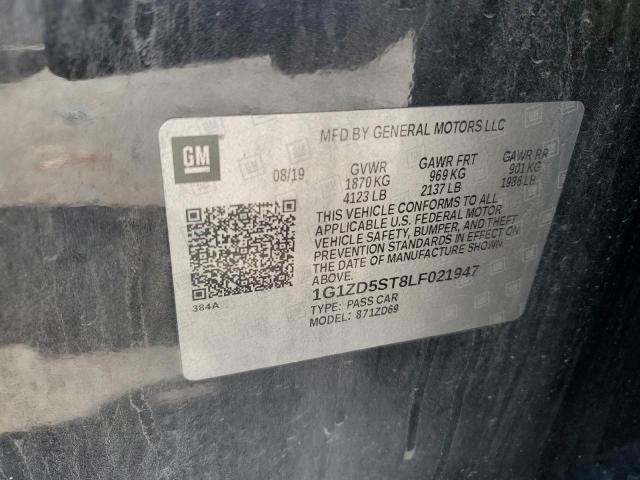 MFD BY GENERAL MOTORS LLC
GM
08/19
GVWR GAWR FRT GAWR RR
1870 KG 969 KG 901 KG
4123 LB 2137 LB 1986 LB
THIS VEHICLE CONFORMS TO ALL
APPLICABLE U.S. FEDERAL MOTOR
VEHICLE SAFETY, BUMPER, AND THEFT
PREVENTION STANDARDS IN EFFECT ON
THE DATE OF MANUFACTURE SHOWN
ABOVE.
1G1ZD5ST8LF021947
TYPE: PASS CAR
MODEL: 871ZD69
384A